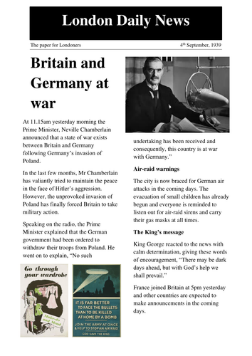 London Daily News
The paper for Londoners
4th September, 1939
Britain and
Germany at
war
At 11.15am yesterday morning the
Prime Minister, Neville Chamberlain
announced that a state of war exists
between Britain and Germany
following Germany's invasion of
Poland.
In the last few months, Mr Chamberlain
has valiantly tried to maintain the peace
in the face of Hitler's aggression.
However, the unprovoked invasion of
Poland has finally forced Britain to take
military action.
Speaking on the radio, the Prime
Minister explained that the German
government had been ordered to
withdraw their troops from Poland. He
went on to explain, "No such
undertaking has been received and
consequently, this country is at war
with Germany."
Air-raid warnings
The city is now braced for German air
attacks in the coming days. The
evacuation of small children has already
begun and everyone is reminded to
listen out for air-raid sirens and carry
their gas masks at all times.
The King's message
King George reacted to the news with
calm determination, giving these words
of encouragement, "There may be dark
days ahead, but with God's help we
shall prevail."
France joined Britain at 5pm yesterday
and other countries are expected to
make announcements in the coming
days.
Go through
your wardrobe
IT IS FAR BETTER
TO FACE THE BULLETS
THAN TO BE KILLED
AT HOME BY A BOMB
JOIN THE ARMY AT ONCE
& HELP TO STOP AN AIR RAID